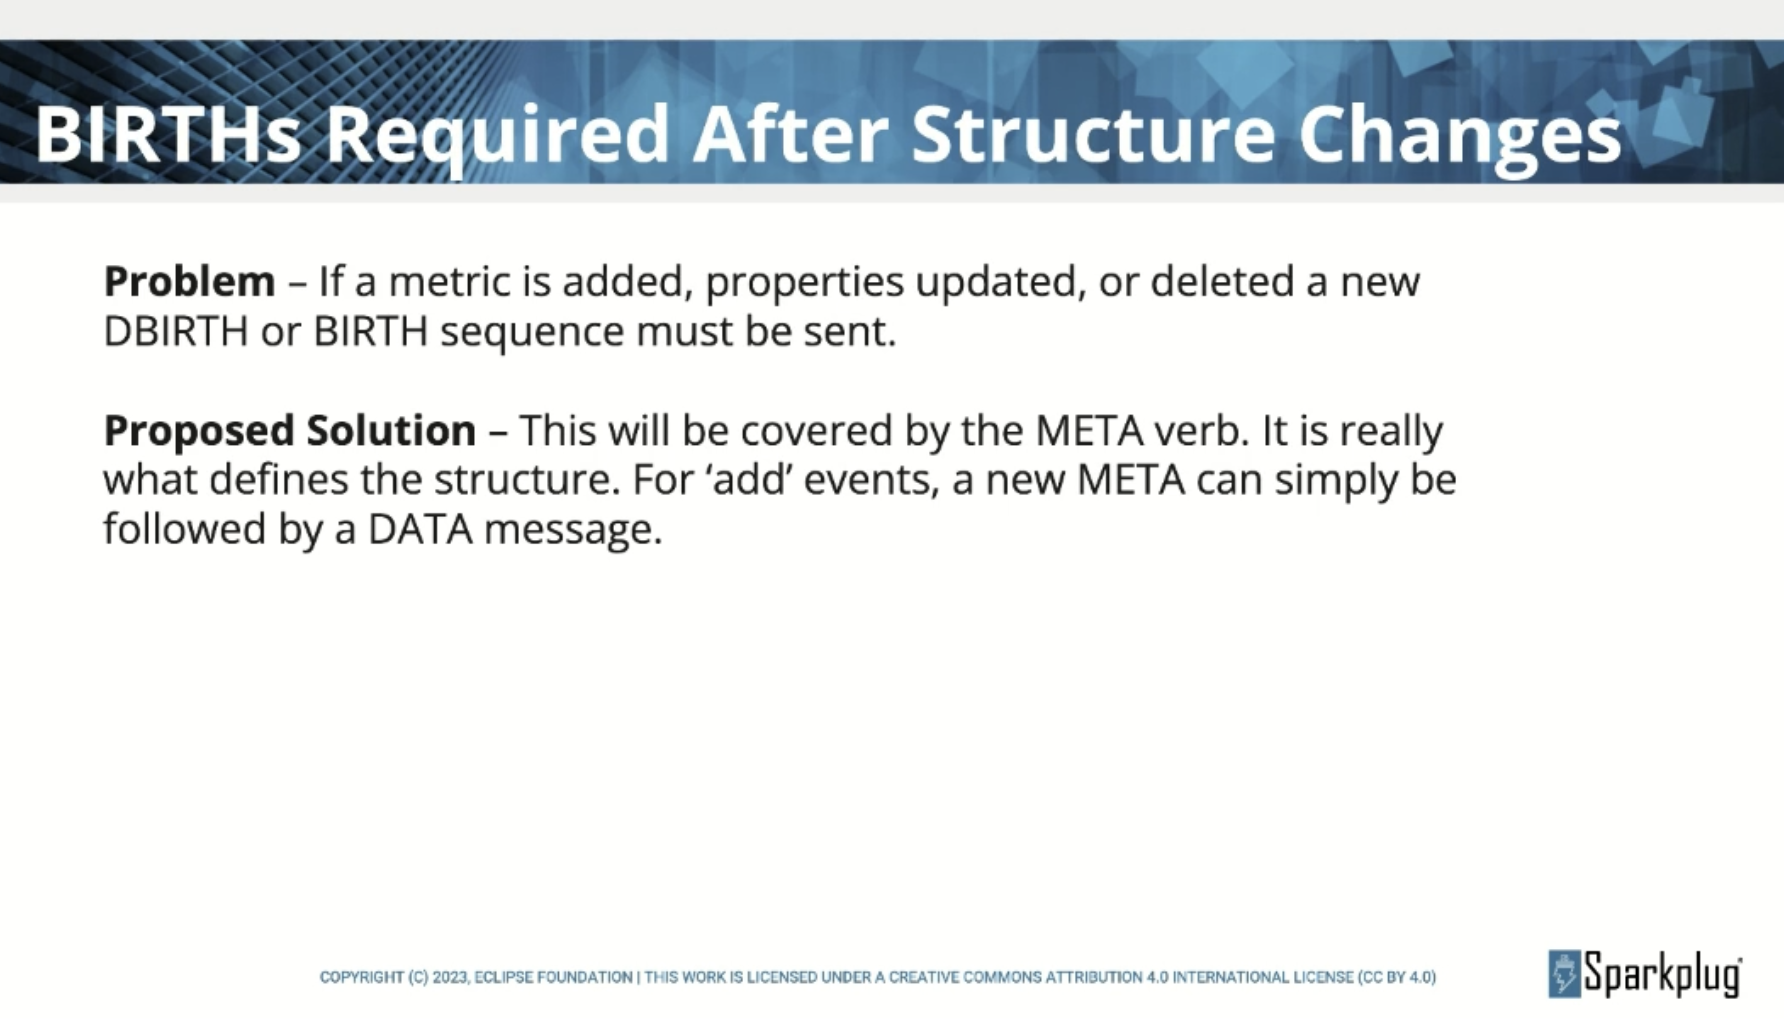 BIRTHs Required After Structure Changes
Problem – If a metric is added, properties updated, or deleted a new
DBIRTH or BIRTH sequence must be sent.
Proposed Solution – This will be covered by the META verb. It is really
what defines the structure. For ‘add’ events, a new META can simply be
followed by a DATA message.
COPYRIGHT (C) 2023, ECLIPSE FOUNDATION | THIS WORK IS LICENSED UNDER A CREATIVE COMMONS ATTRIBUTION 4.0 INTERNATIONAL LICENSE (CC BY 4.0)
Sparkplug